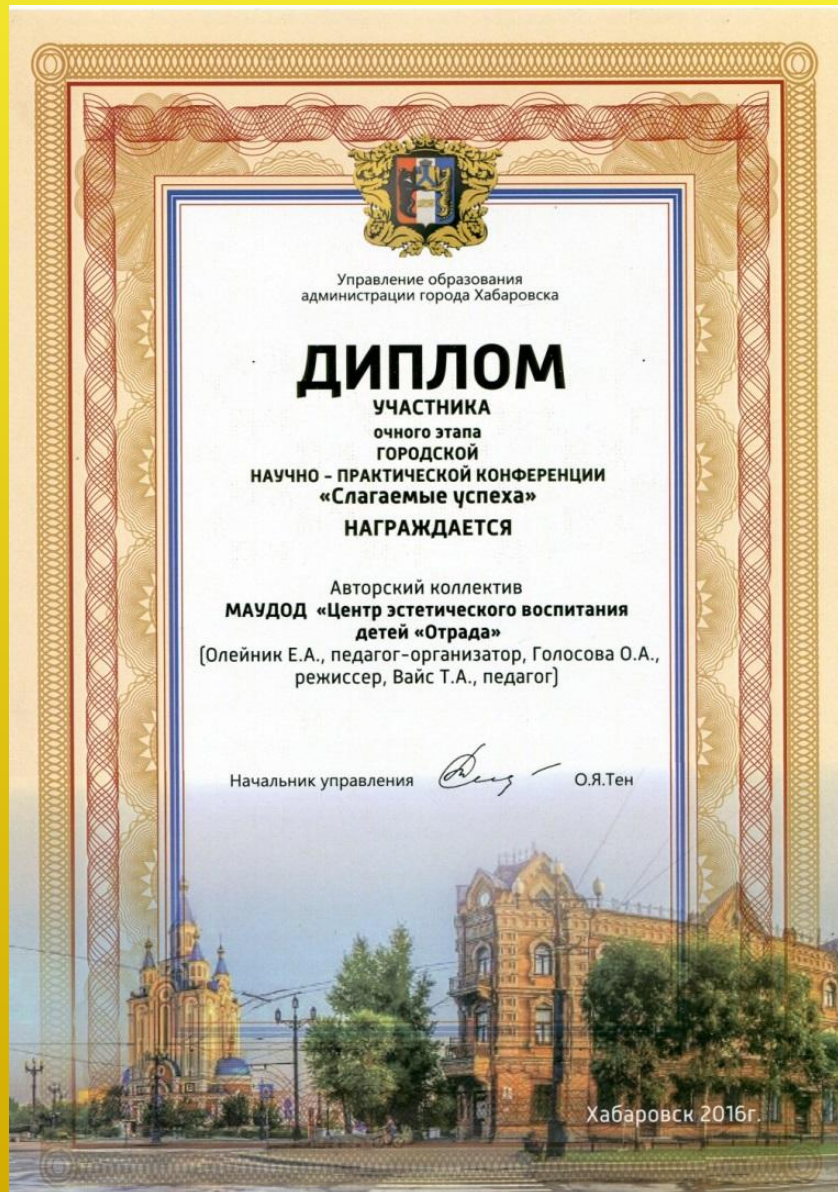 Управление образования
администрации города Хабаровска
ДИПЛОМ
УЧАСТНИКА
очного этапа
ГОРОДСКОЙ
НАУЧНО - ПРАКТИЧЕСКОЙ КОНФЕРЕНЦИИ
«Слагаемые успеха»
НАГРАЖДАЕТСЯ
Авторский коллектив
МАУДОД «Центр эстетического воспитания
детей «Отрада»
(Олейник Е.А., педагог-организатор, Голосова О.А.,
режиссер, Вайс Т.А., педагог)
Начальник управления О.Я.Тен
Хабаровск 2016г.